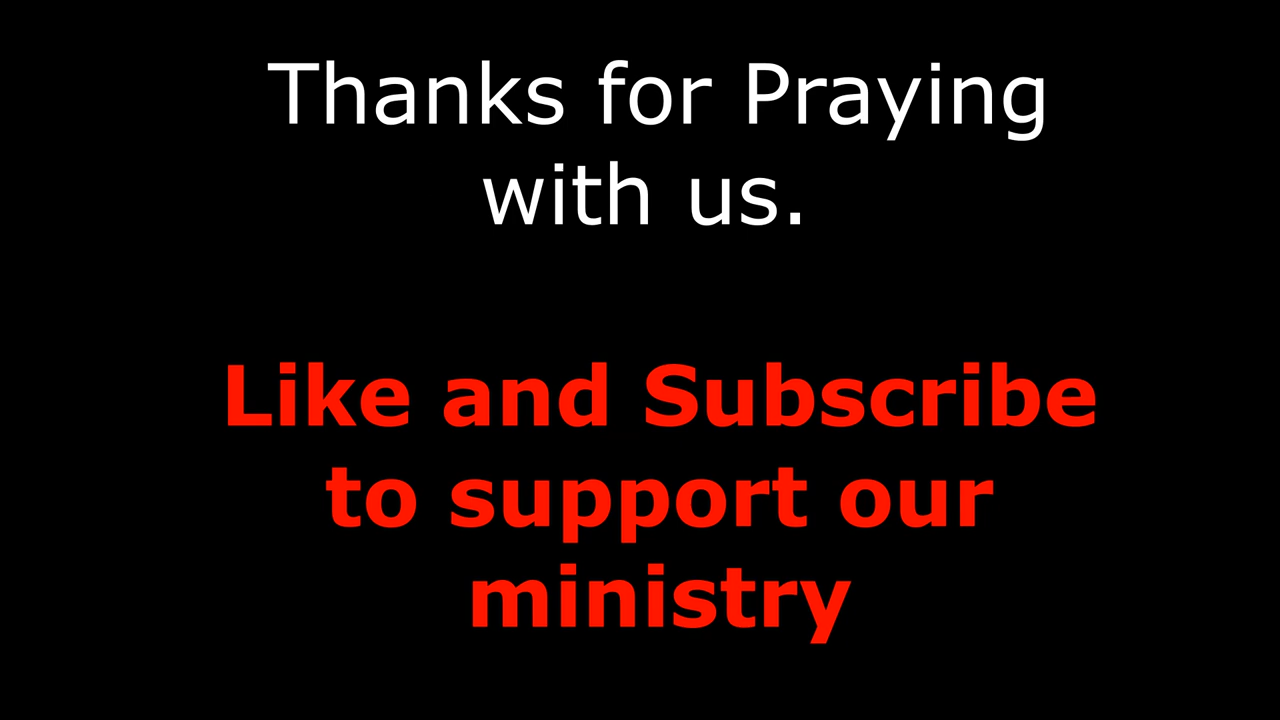 Thanks for Praying
with us.
Like and Subscribe
to support our
ministry